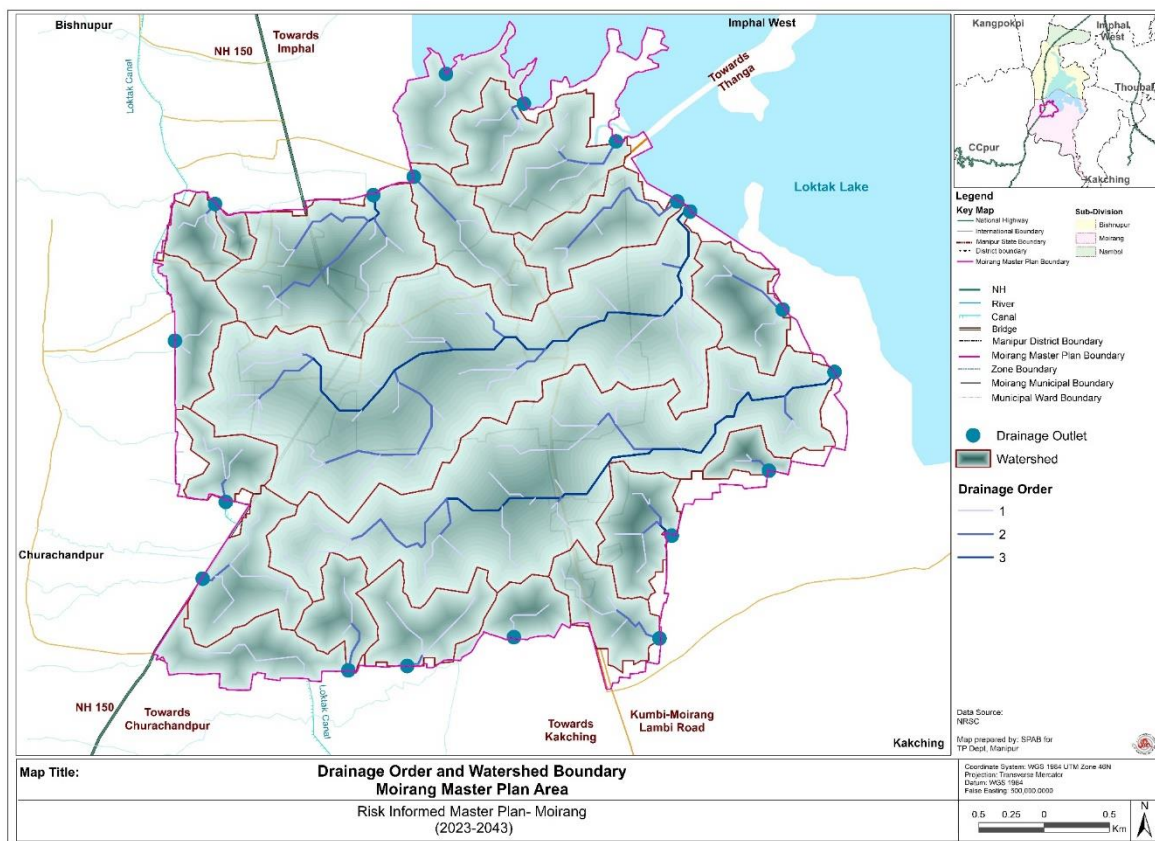 Bishnupur
NH 150
Towards
Imphal
Imphal West
Towards
Thanga
Loktak Canal
Loktak Lake
Churachandpur
NH 150
Towards
Churachandpur
Loktak Canal
Towards
Kakching
Kumbi-Moirang
Lambi Road
Kakching
Kangpokpi
Imphal
West
Thoubal
CCpur
Kakching
Legend
Key Map
National Highway
International Boundary
Manipur State Boundary
District boundary
Moirang Master Plan Boundary
Sub-Division
Bishnupur
Moirang
Nambol
NH
River
Canal
Bridge
Manipur District Boundary
Moirang Master Plan Boundary
Zone Boundary
Moirang Municipal Boundary
Municipal Ward Boundary
Drainage Outlet
Watershed
Drainage Order
1
2
3
Data Source:
NRSC
Map prepared by: SPAB for
TP Dept, Manipur
Map Title:
Drainage Order and Watershed Boundary
Moirang Master Plan Area
Risk Informed Master Plan- Moirang
(2023-2043)
Coordinate System: WGS 1984 UTM Zone 46N
Projection: Transverse Mercator
Datum: WGS 1984
False Easting: 500,000.0000
0.5 0.25 0 0.5
Km
N